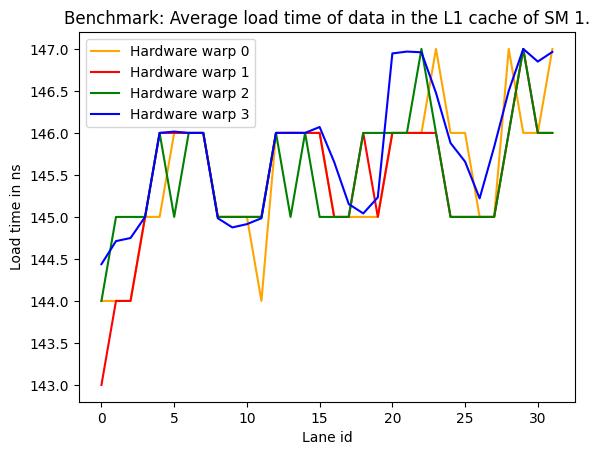 Benchmark: Average load time of data in the L1 cache of SM 1.
Hardware warp 0
Hardware warp 1
Hardware warp 2
Hardware warp 3
Load time in ns
147.0
146.5
146.0
145.5
145.0
144.5
144.0
143.5
143.0
0 5 10 15 20 25 30
Lane id